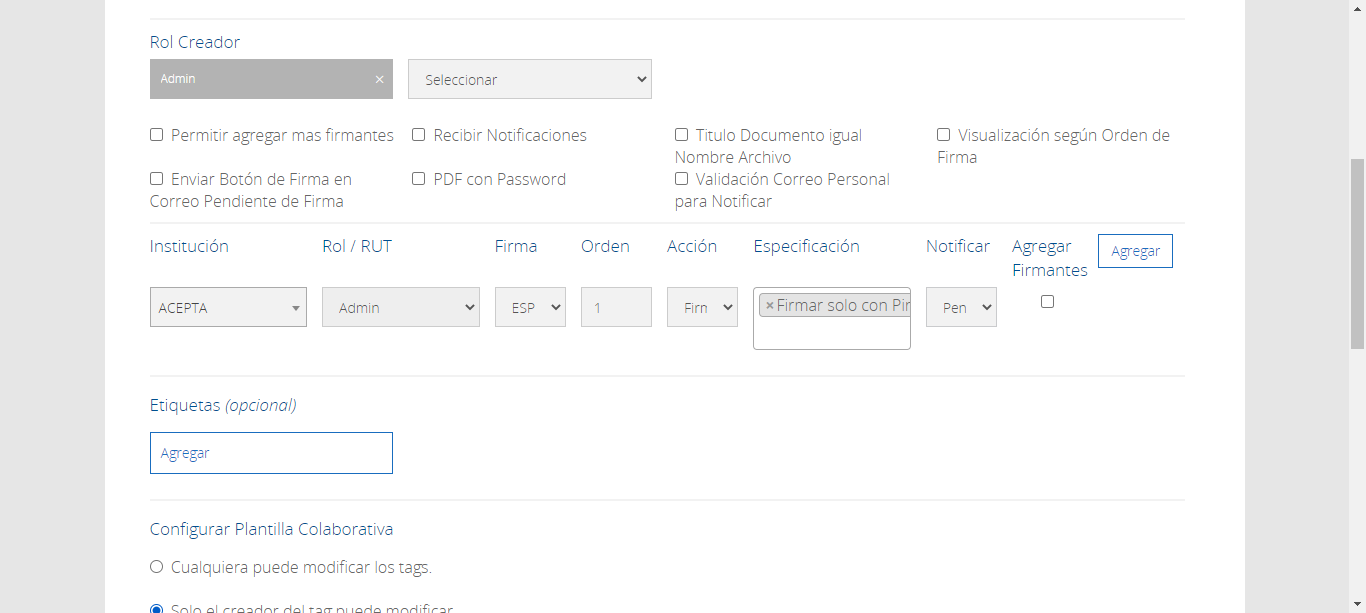 Rol Creador
Admin ×
Seleccionar
Permitir agregar mas firmantes
Recibir Notificaciones
Titulo Documento igual
Nombre Archivo
Visualización según Orden de
Firma
Enviar Botón de Firma en
Correo Pendiente de Firma
PDF con Password
Validación Correo Personal
para Notificar
Institución Rol / RUT Firma Orden Acción Especificación Notificar Agregar
Firmantes
Agregar
ACEPTA Admin ESP 1 Firn ×Firmar solo con Pin Pen
Etiquetas (opcional)
Agregar
Configurar Plantilla Colaborativa
Cualquiera puede modificar los tags.
Solo el creador del tag puede modificar